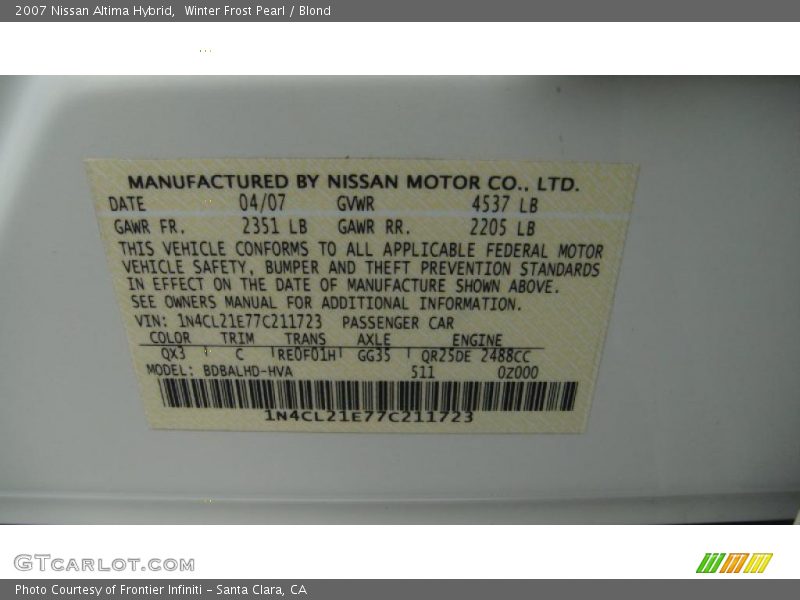 2007 Nissan Altima Hybrid,  Winter Frost Pearl / Blond
MANUFACTURED BY NISSAN MOTOR CO., LTD.
DATE 04/07 GVWR 4537 LB
GAWR FR. 2351 LB GAWR RR. 2205 LB
THIS VEHICLE CONFORMS TO ALL APPLICABLE FEDERAL MOTOR
VEHICLE SAFETY, BUMPER AND THEFT PREVENTION STANDARDS
IN EFFECT ON THE DATE OF MANUFACTURE SHOWN ABOVE.
SEE OWNERS MANUAL FOR ADDITIONAL INFORMATION.
VIN: 1N4CL21E77C211723 PASSENGER CAR
COLOR TRIM TRANS AXLE ENGINE
QX3 C RE0F01H GG35 QR25DE 2488CC
MODEL: BDBALHD-HVA 511 0Z000
1N4CL21E77C211723
GTCARLOT.COM
Photo Courtesy of Frontier Infiniti - Santa Clara, CA